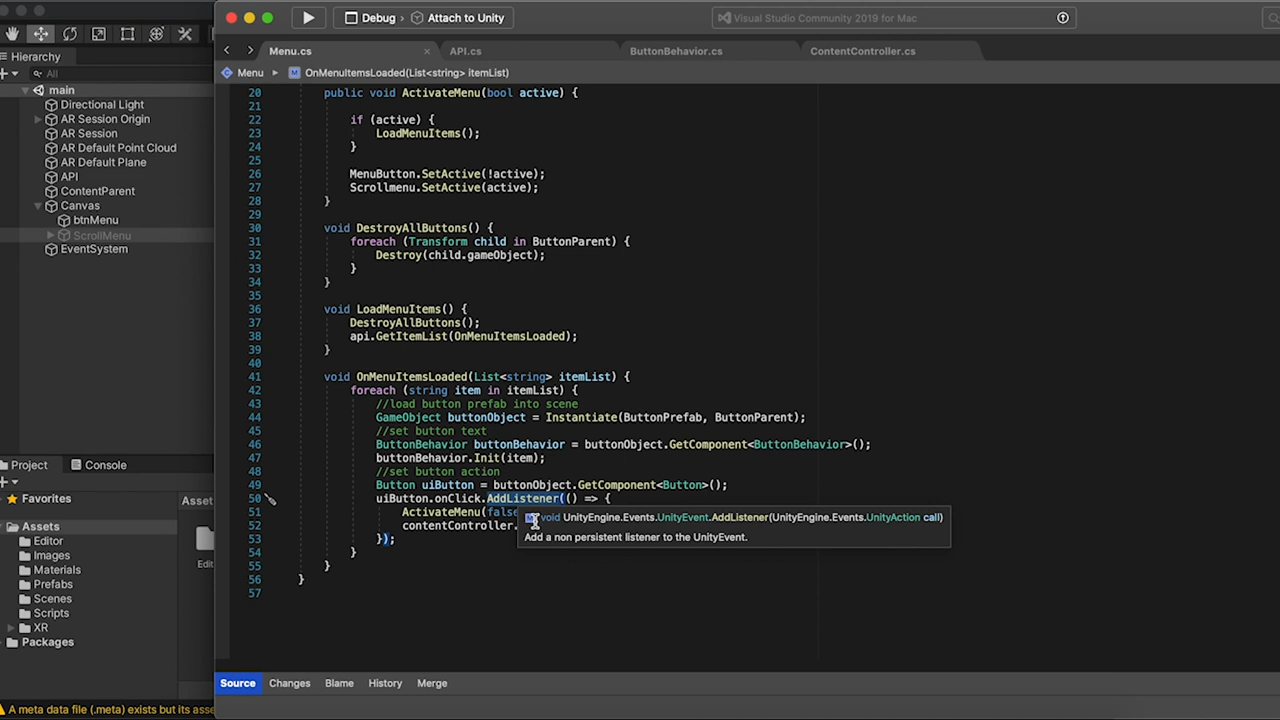 Debug › Attach to Unity
Visual Studio Community 2019 for Mac
Hierarchy
Menu.cs
API.cs
ButtonBehavior.cs
ContentController.cs
All
Menu
OnMenuItemsLoaded(List<string> itemList)
main
Directional Light
AR Session Origin
AR Session
AR Default Point Cloud
AR Default Plane
API
ContentParent
Canvas
btnMenu
ScrollMenu
EventSystem
20 public void ActivateMenu(bool active) {
21
22 if (active) {
23 LoadMenuItems();
24 }
25
26 MenuButton.SetActive(!active);
27 Scrollmenu.SetActive(active);
28 }
29
30 void DestroyAllButtons() {
31 foreach (Transform child in ButtonParent) {
32 Destroy(child.gameObject);
33 }
34 }
35
36 void LoadMenuItems() {
37 DestroyAllButtons();
38 api.GetItemList(OnMenuItemsLoaded);
39 }
40
41 void OnMenuItemsLoaded(List<string> itemList) {
42 foreach (string item in itemList) {
43 //load button prefab into scene
44 GameObject buttonObject = Instantiate(ButtonPrefab, ButtonParent);
45 //set button text
46 ButtonBehavior buttonBehavior = buttonObject.GetComponent<ButtonBehavior>();
47 buttonBehavior.Init(item);
48 //set button action
49 Button uiButton = buttonObject.GetComponent<Button>();
50 uiButton.onClick.AddListener(() => {
51 ActivateMenu(false
52 contentController.
53 });
54 }
55 }
56 }
57
void UnityEngine.Events.UnityEvent.AddListener(UnityEngine.Events.UnityAction call)
Add a non persistent listener to the UnityEvent.
Project
Console
Favorites
Asset
Assets
Editor
Images
Materials
Prefabs
Scenes
Scripts
XR
Packages
Edit
Source
Changes
Blame
History
Merge
A meta data file (.meta) exists but its asse